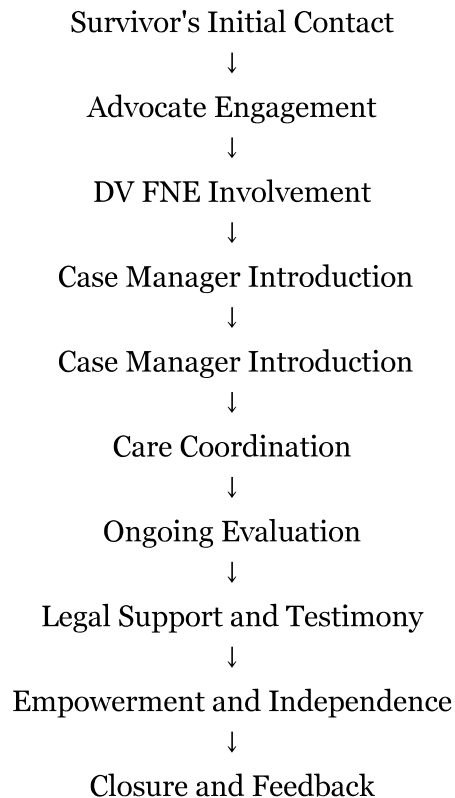 Survivor's Initial Contact
↓
Advocate Engagement
↓
DV FNE Involvement
↓
Case Manager Introduction
↓
Case Manager Introduction
↓
Care Coordination
↓
Ongoing Evaluation
↓
Legal Support and Testimony
↓
Empowerment and Independence
↓
Closure and Feedback